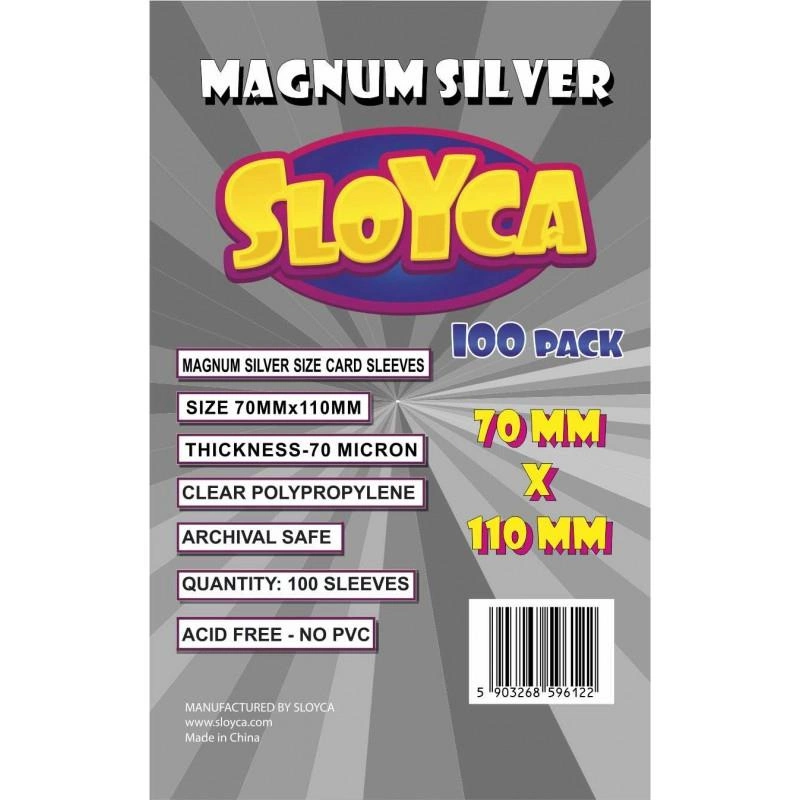 MAGNUM SILVER
SLOYCA
100 PACK
MAGNUM SILVER SIZE CARD SLEEVES
SIZE 70MMx110MM
THICKNESS-70 MICRON
CLEAR POLYPROPYLENE
ARCHIVAL SAFE
QUANTITY: 100 SLEEVES
ACID FREE - NO PVC
70 MM
X
110 MM
5 903268 596122
MANUFACTURED BY SLOYCA
www.sloyca.com
Made in China